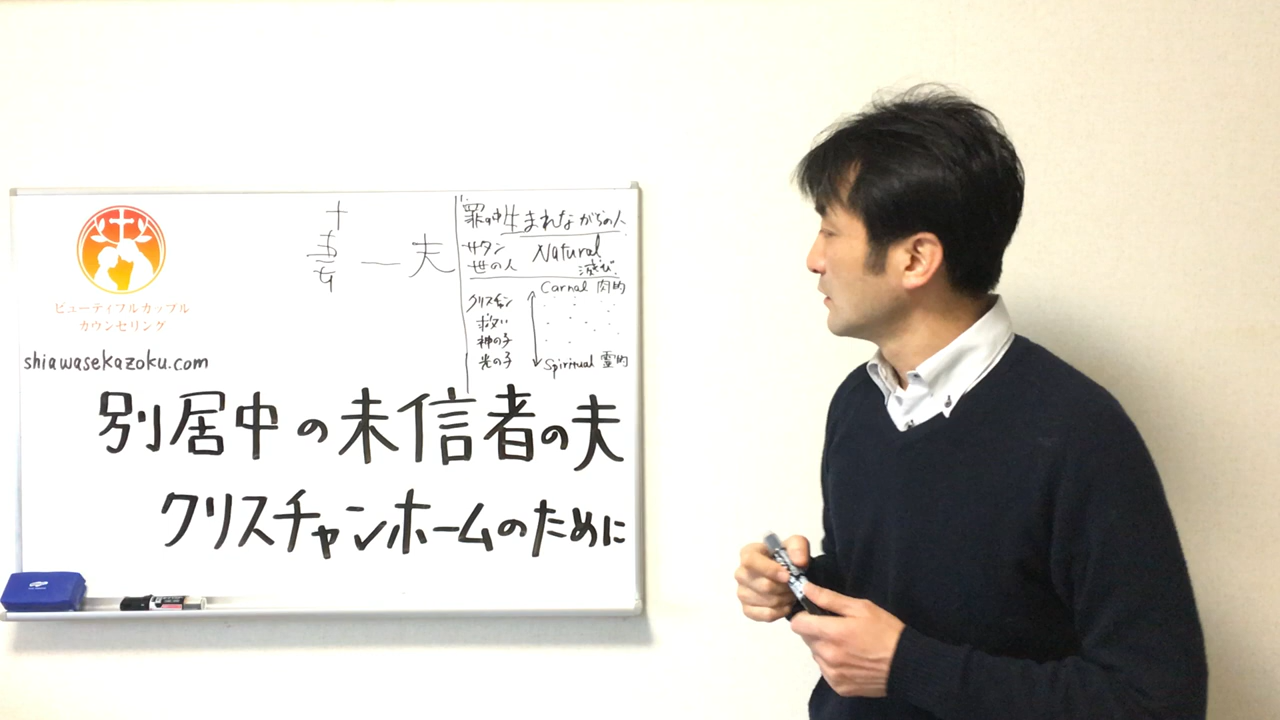 ビューティフルカップル
カウンセリング
shiawasekazoku.com
妻 — 夫
罪の中 生まれながらの人
サタン Natural
世の人 滅び
Carnal 肉的
クリスチャン
救い
神の子
光の子
Spiritual 霊的
別居中の未信者の夫
クリスチャンホームのために